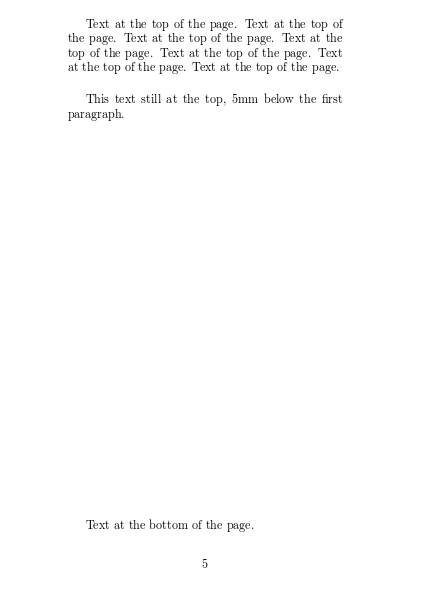 Text at the top of the page. Text at the top of
the page. Text at the top of the page. Text at the
top of the page. Text at the top of the page. Text
at the top of the page. Text at the top of the page.
This text still at the top, 5mm below the first
paragraph.
Text at the bottom of the page.
5